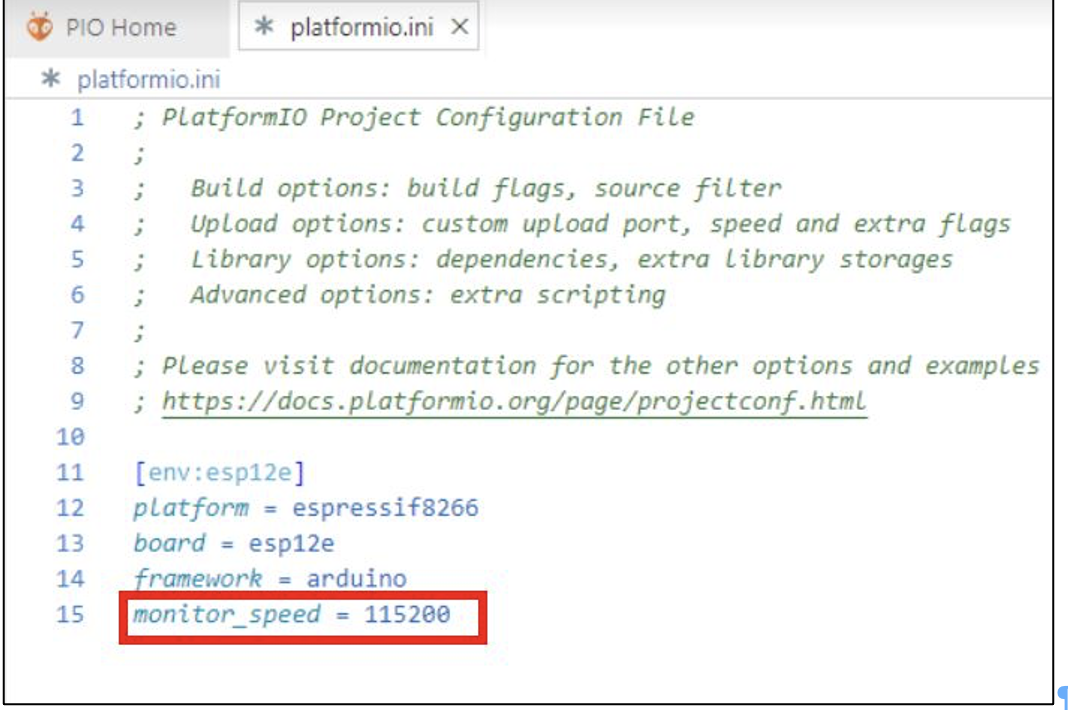 PIO Home
platformio.ini ×
platformio.ini
1 ; PlatformIO Project Configuration File
2 ;
3 ;   Build options: build flags, source filter
4 ;   Upload options: custom upload port, speed and extra flags
5 ;   Library options: dependencies, extra library storages
6 ;   Advanced options: extra scripting
7 ;
8 ; Please visit documentation for the other options and examples
9 ; https://docs.platformio.org/page/projectconf.html
10
11 [env:esp12e]
12 platform = espressif8266
13 board = esp12e
14 framework = arduino
15 monitor_speed = 115200
¶